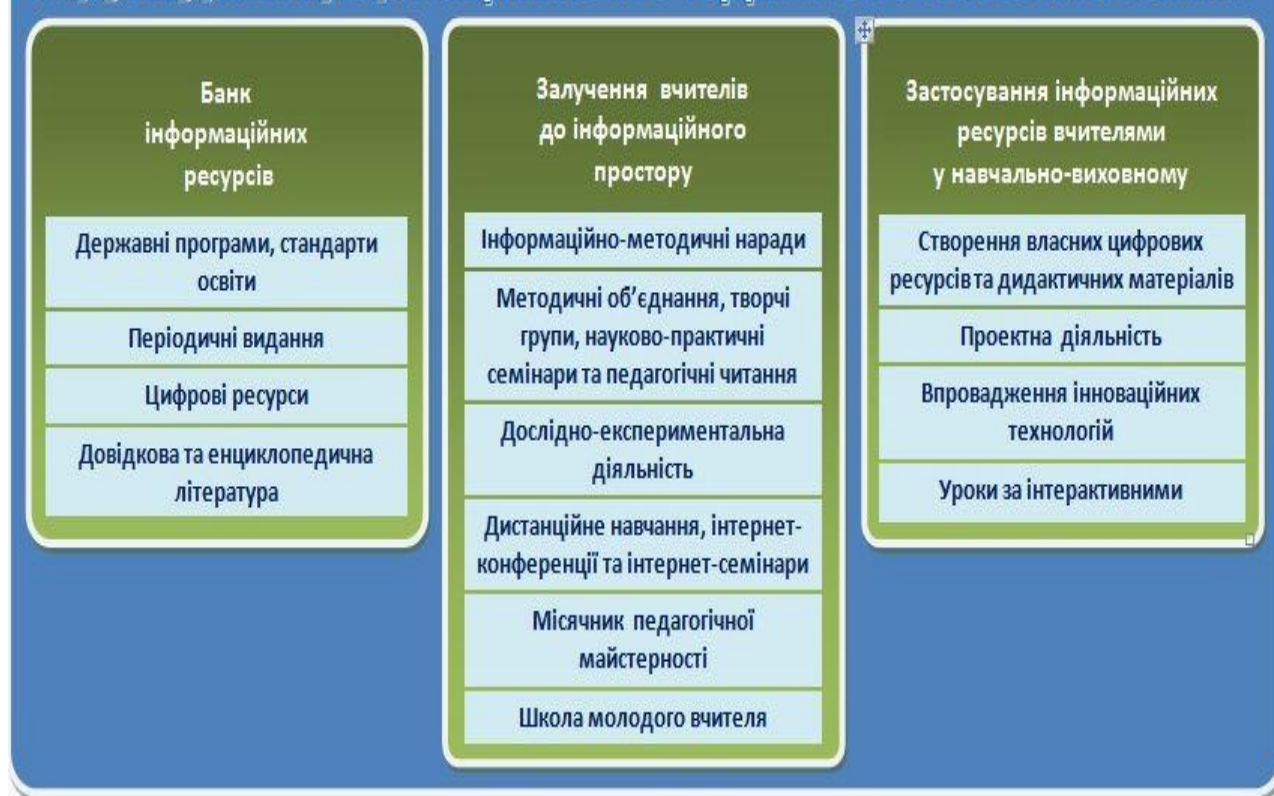 Банк
інформаційних
ресурсів
Державні програми, стандарти
освіти
Періодичні видання
Цифрові ресурси
Довідкова та енциклопедична
література
Залучення вчителів
до інформаційного
простору
Інформаційно-методичні наради
Методичні об’єднання, творчі
групи, науково-практичні
семінари та педагогічні читання
Дослідно-експериментальна
діяльність
Дистанційне навчання, інтернет-
конференції та інтернет-семінари
Місячник педагогічної
майстерності
Школа молодого вчителя
Застосування інформаційних
ресурсів вчителями
у навчально-виховному
Створення власних цифрових
ресурсів та дидактичних матеріалів
Проектна діяльність
Впровадження інноваційних
технологій
Уроки за інтерактивними